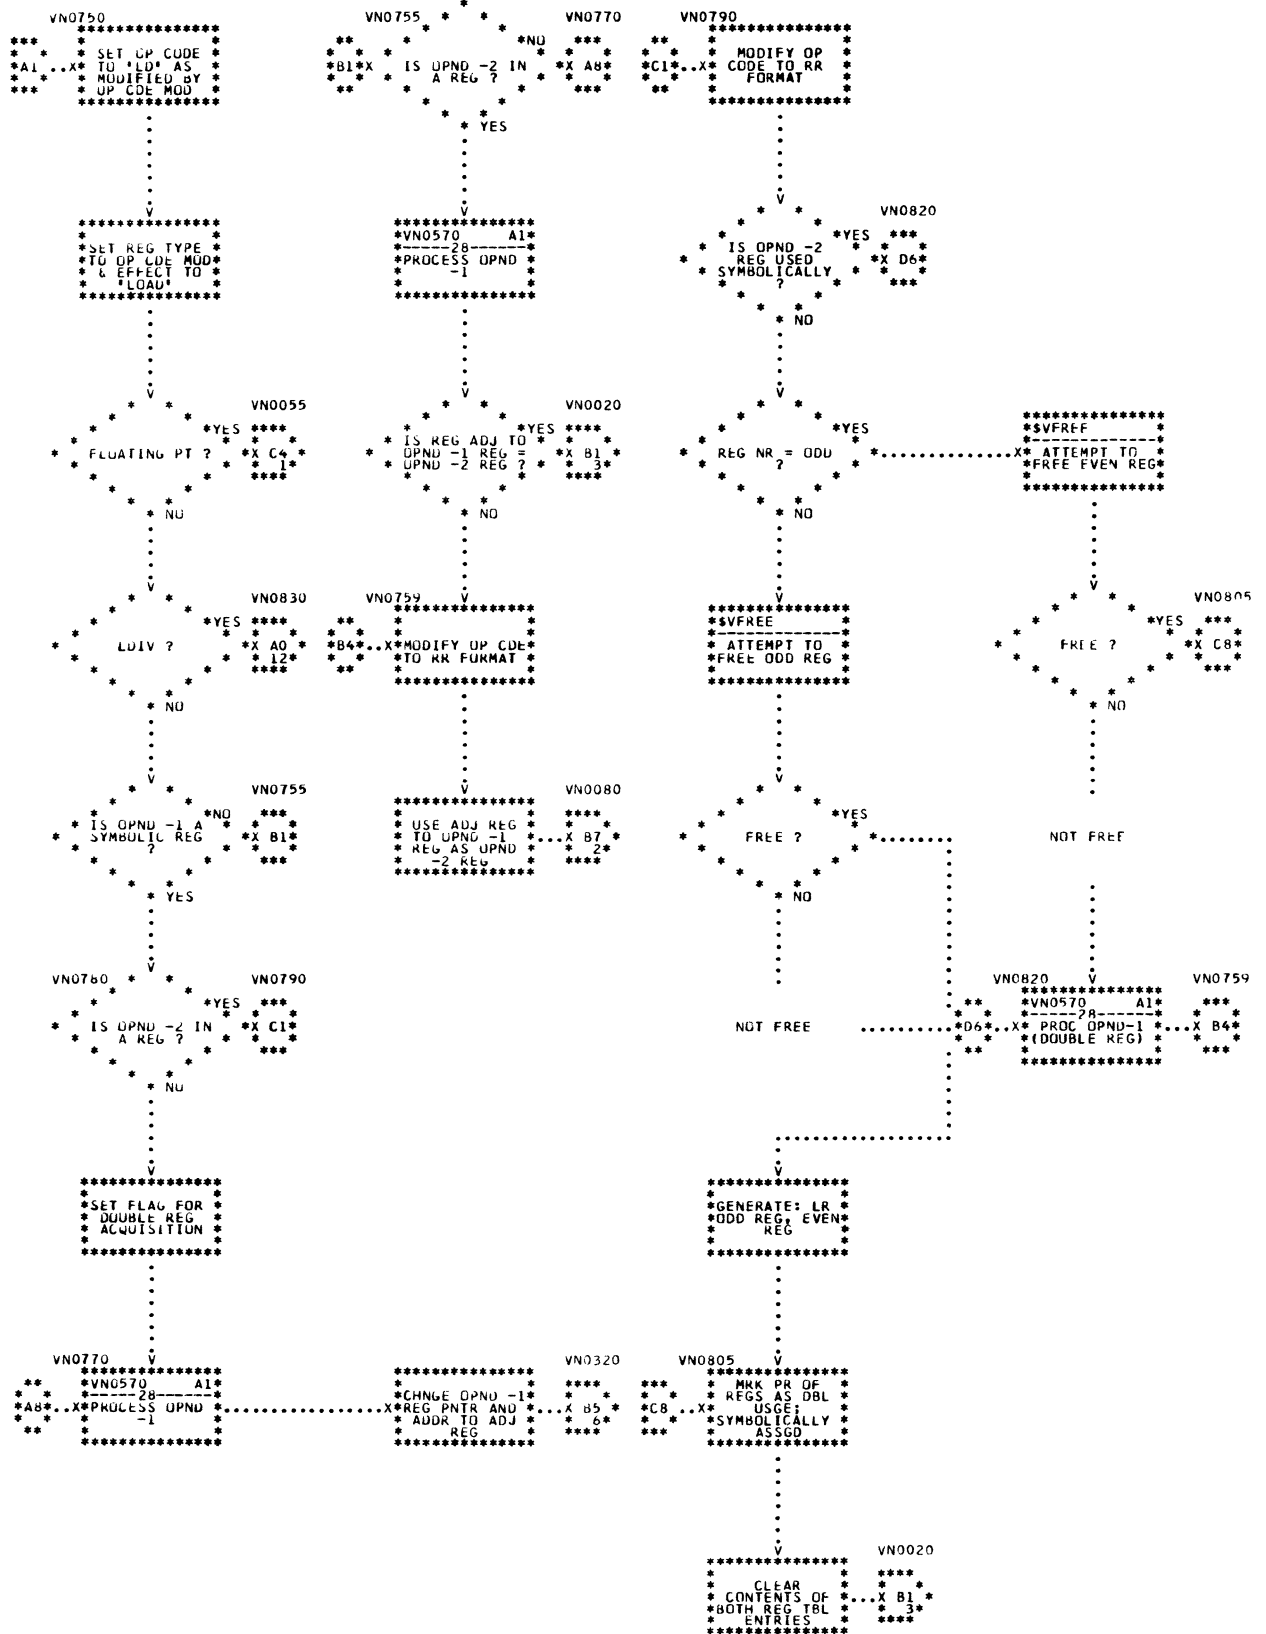 VN0750
SET OP CODE
TO 'LD' AS
MODIFIED BY
OP CDE MOD
A1
SET REG TYPE
TO OP CDE MOD
& EFFECT TO
'LOAD'
FLOATING PT ?
YES
VN0055
C4
1
NO
LDIV ?
YES
VN0830
A0
12
NO
IS OPND -1 A
SYMBOLIC REG
?
NO
VN0755
B1
YES
VN0780
IS OPND -2 IN
A REG ?
YES
VN0790
C1
NO
SET FLAG FOR
DOUBLE REG
ACQUISITION
VN0770
A8
VN0570 A1
28
PROCESS OPND
-1
VN0755
B1
IS OPND -2 IN
A REG ?
NO
VN0770
A8
YES
VN0570 A1
28
PROCESS OPND
-1
IS REG ADJ TO
OPND -1 REG =
OPND -2 REG ?
YES
VN0020
B1
3
NO
VN0759
B4
MODIFY OP CDE
TO RR FORMAT
USE ADJ REG
TO OPND -1
REG AS OPND
-2 REG
VN0080
B7
2
CHNGE OPND -1
REG PNTR AND
ADDR TO ADJ
REG
VN0320
B5
6
VN0790
C1
MODIFY OP
CODE TO RR
FORMAT
IS OPND -2
REG USED
SYMBOLICALLY
?
YES
VN0820
D6
NO
REG NR = ODD
?
YES
NO
$VFREE
ATTEMPT TO
FREE ODD REG
FREE ?
YES
NO
NOT FREE
GENERATE: LR
ODD REG, EVEN
REG
VN0805
C8
MRK PR OF
REGS AS DBL
USGE;
SYMBOLICALLY
ASSGD
CLEAR
CONTENTS OF
BOTH REG TBL
ENTRIES
VN0020
B1
3
$VFREE
ATTEMPT TO
FREE EVEN REG
FREE ?
YES
VN0805
C8
NO
NOT FREE
VN0820
D6
VN0570 A1
28
PROC OPND-1
(DOUBLE REG)
VN0759
B4